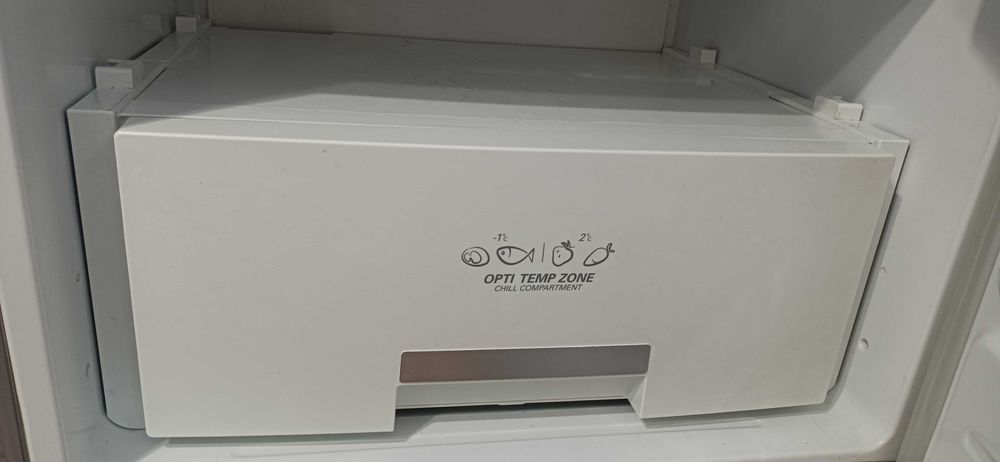 -1°c 2°c
OPTI TEMP ZONE
CHILL COMPARTMENT